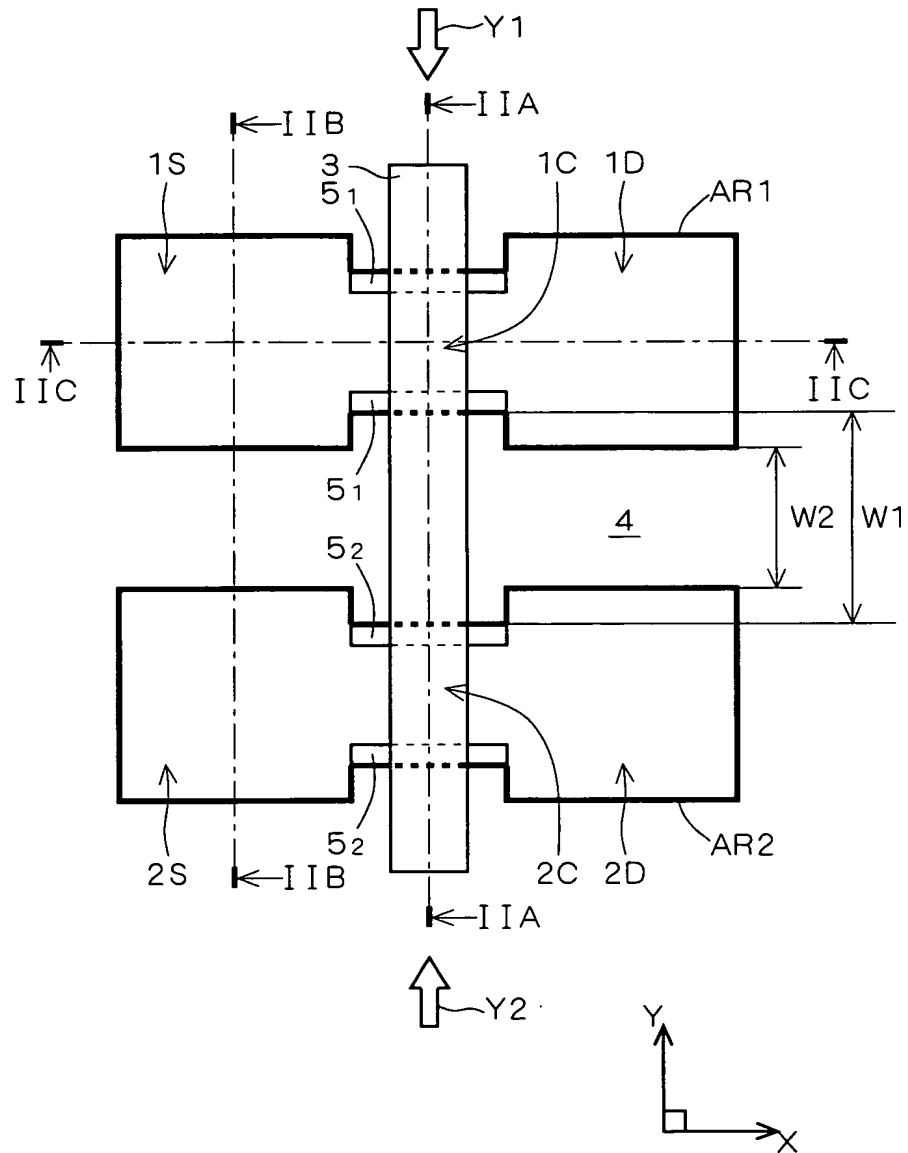 Y1
IIA
IIB
3
1S
5₁
1C
1D
AR1
IIC
IIC
5₁
W2
W1
4
5₂
5₂
AR2
2S
IIB
2C
2D
IIA
Y2
Y
X